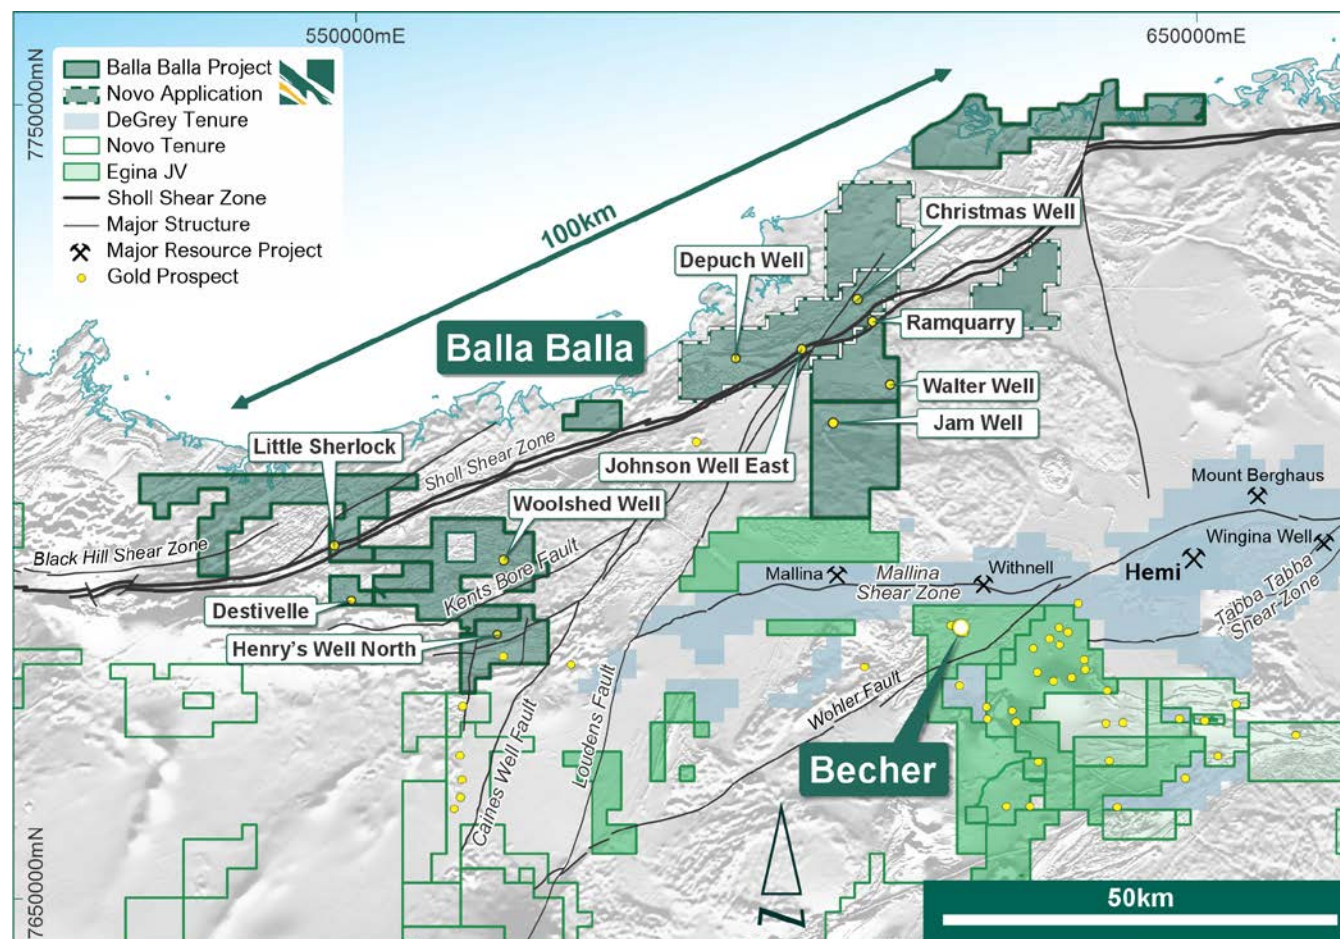 550000mE
650000mE
7750000mN
7650000mN
Balla Balla Project
Novo Application
DeGrey Tenure
Novo Tenure
Egina JV
Sholl Shear Zone
Major Structure
Major Resource Project
Gold Prospect
100km
Christmas Well
Depuch Well
Ramquarry
Balla Balla
Walter Well
Jam Well
Little Sherlock
Sholl Shear Zone
Johnson Well East
Woolshed Well
Mount Berghaus
Wingina Well
Black Hill Shear Zone
Kents Bore Fault
Mallina
Mallina
Shear Zone
Withnell
Hemi
Tabba Tabba
Shear Zone
Destivelle
Henry's Well North
Wohler Fault
Loudens Fault
Caines Well Fault
Becher
N
50km